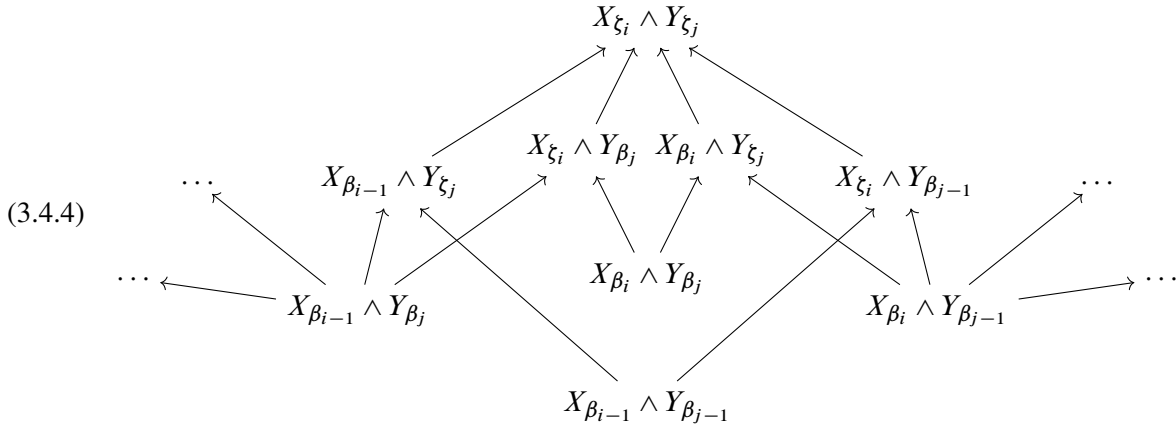 X_{ζ_i} ∧ Y_{ζ_j}
X_{ζ_i} ∧ Y_{β_j} X_{β_i} ∧ Y_{ζ_j}
⋯ X_{β_{i−1}} ∧ Y_{ζ_j} X_{ζ_i} ∧ Y_{β_{j−1}} ⋯
(3.4.4)
⋯ X_{β_i} ∧ Y_{β_j} ⋯
X_{β_{i−1}} ∧ Y_{β_j} X_{β_i} ∧ Y_{β_{j−1}}
X_{β_{i−1}} ∧ Y_{β_{j−1}}